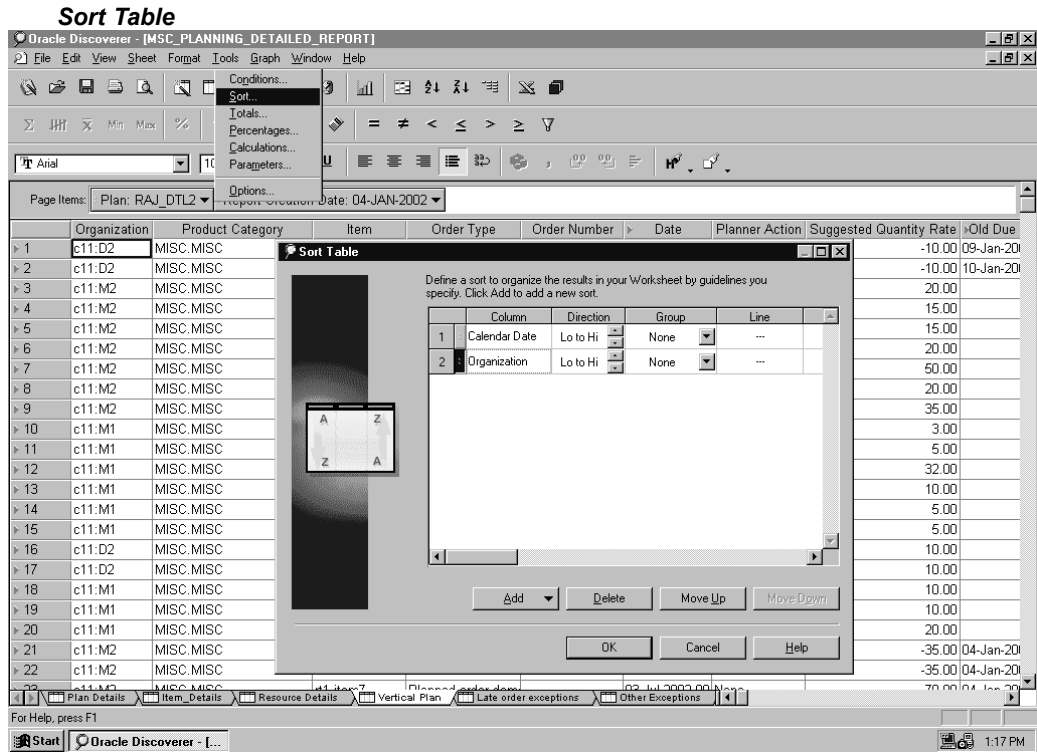 Sort Table
Oracle Discoverer - [MSC_PLANNING_DETAILED_REPORT]
File Edit View Sheet Format Tools Graph Window Help
Conditions...
Sort...
Totals...
Percentages...
Calculations...
Parameters...
Options...
Σ x Min Max % = ≠ < ≤ > ≥
Arial 10 U
Page Items: Plan: RAJ_DTL2 Report Creation Date: 04-JAN-2002
Organization Product Category Item Order Type Order Number Date Planner Action Suggested Quantity Rate Old Due
1 c11:D2 MISC.MISC -10.00 09-Jan-20
2 c11:D2 MISC.MISC -10.00 10-Jan-20
3 c11:M2 MISC.MISC 20.00
4 c11:M2 MISC.MISC 15.00
5 c11:M2 MISC.MISC 15.00
6 c11:M2 MISC.MISC 20.00
7 c11:M2 MISC.MISC 50.00
8 c11:M2 MISC.MISC 20.00
9 c11:M2 MISC.MISC 35.00
10 c11:M1 MISC.MISC 3.00
11 c11:M1 MISC.MISC 5.00
12 c11:M1 MISC.MISC 32.00
13 c11:M1 MISC.MISC 10.00
14 c11:M1 MISC.MISC 5.00
15 c11:M1 MISC.MISC 5.00
16 c11:D2 MISC.MISC 10.00
17 c11:D2 MISC.MISC 10.00
18 c11:M1 MISC.MISC 10.00
19 c11:M1 MISC.MISC 10.00
20 c11:M1 MISC.MISC 20.00
21 c11:M2 MISC.MISC -35.00 04-Jan-20
22 c11:M2 MISC.MISC -35.00 04-Jan-20
Sort Table
Define a sort to organize the results in your Worksheet by guidelines you
specify. Click Add to add a new sort.
Column Direction Group Line
1 Calendar Date Lo to Hi None ---
2 Organization Lo to Hi None ---
A Z
Z A
Add Delete Move Up Move Down
OK Cancel Help
Plan Details Item_Details Resource Details Vertical Plan Late order exceptions Other Exceptions
For Help, press F1
Start Oracle Discoverer - [... 1:17 PM